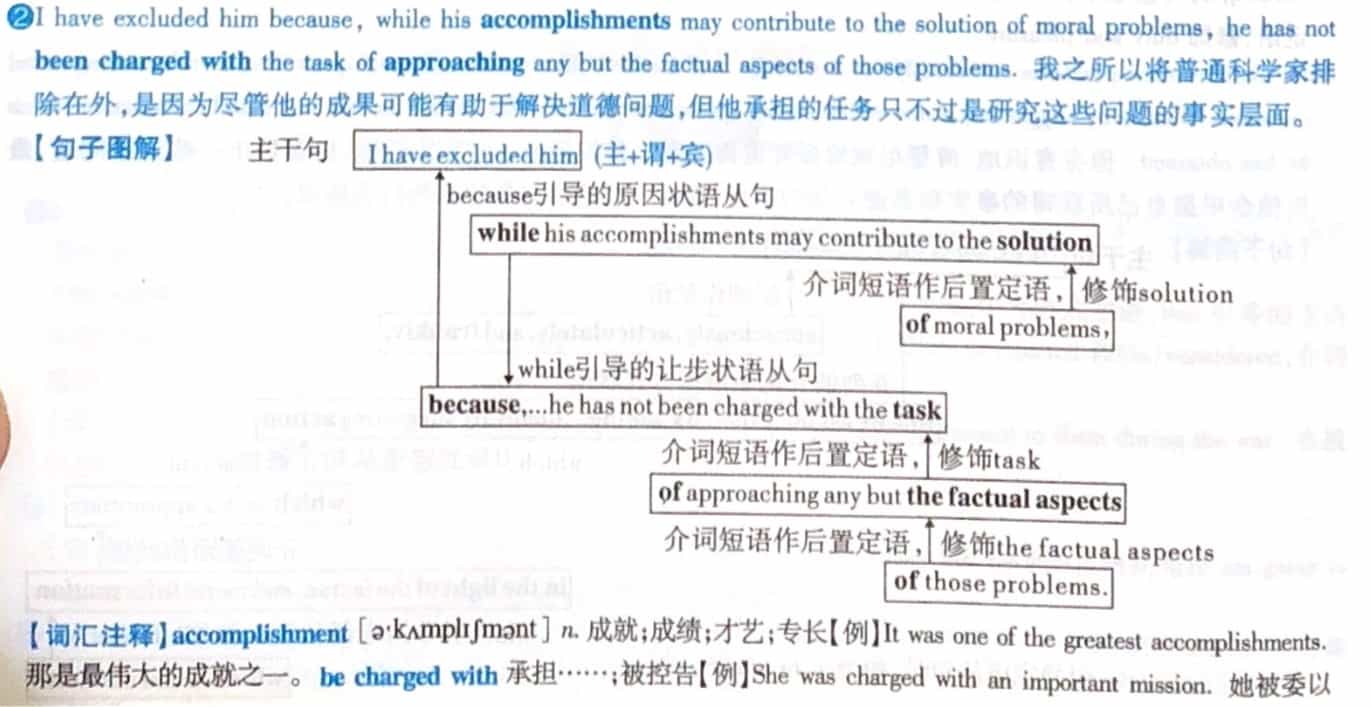 ②I have excluded him because, while his accomplishments may contribute to the solution of moral problems, he has not
been charged with the task of approaching any but the factual aspects of those problems. 我之所以将普通科学家排
除在外,是因为尽管他的成果可能有助于解决道德问题,但他承担的任务只不过是研究这些问题的事实层面。
【句子图解】 主干句 I have excluded him (主+谓+宾)
because引导的原因状语从句
while his accomplishments may contribute to the solution
介词短语作后置定语, 修饰solution
of moral problems,
while引导的让步状语从句
because,...he has not been charged with the task
介词短语作后置定语, 修饰task
of approaching any but the factual aspects
介词短语作后置定语, 修饰the factual aspects
of those problems.
【词汇注释】accomplishment [əˈkʌmplɪʃmənt] n. 成就;成绩;才艺;专长【例】It was one of the greatest accomplishments.
那是最伟大的成就之一。 be charged with 承担……;被控告【例】She was charged with an important mission. 她被委以